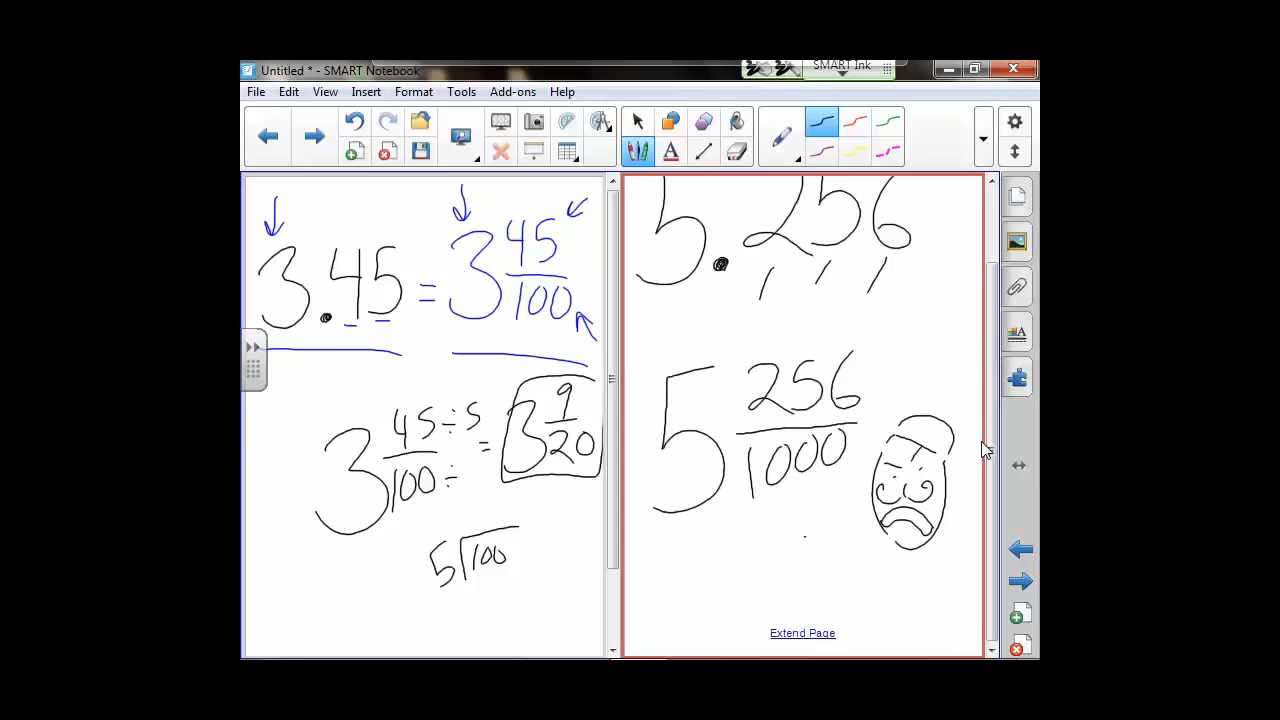 Untitled * - SMART Notebook
SMART Ink
File Edit View Insert Format Tools Add-ons Help
3.45 = 3 45/100
3 45/100 ÷ 5 ÷ = 3 9/20
5 100
5.256
5 256/1000
Extend Page